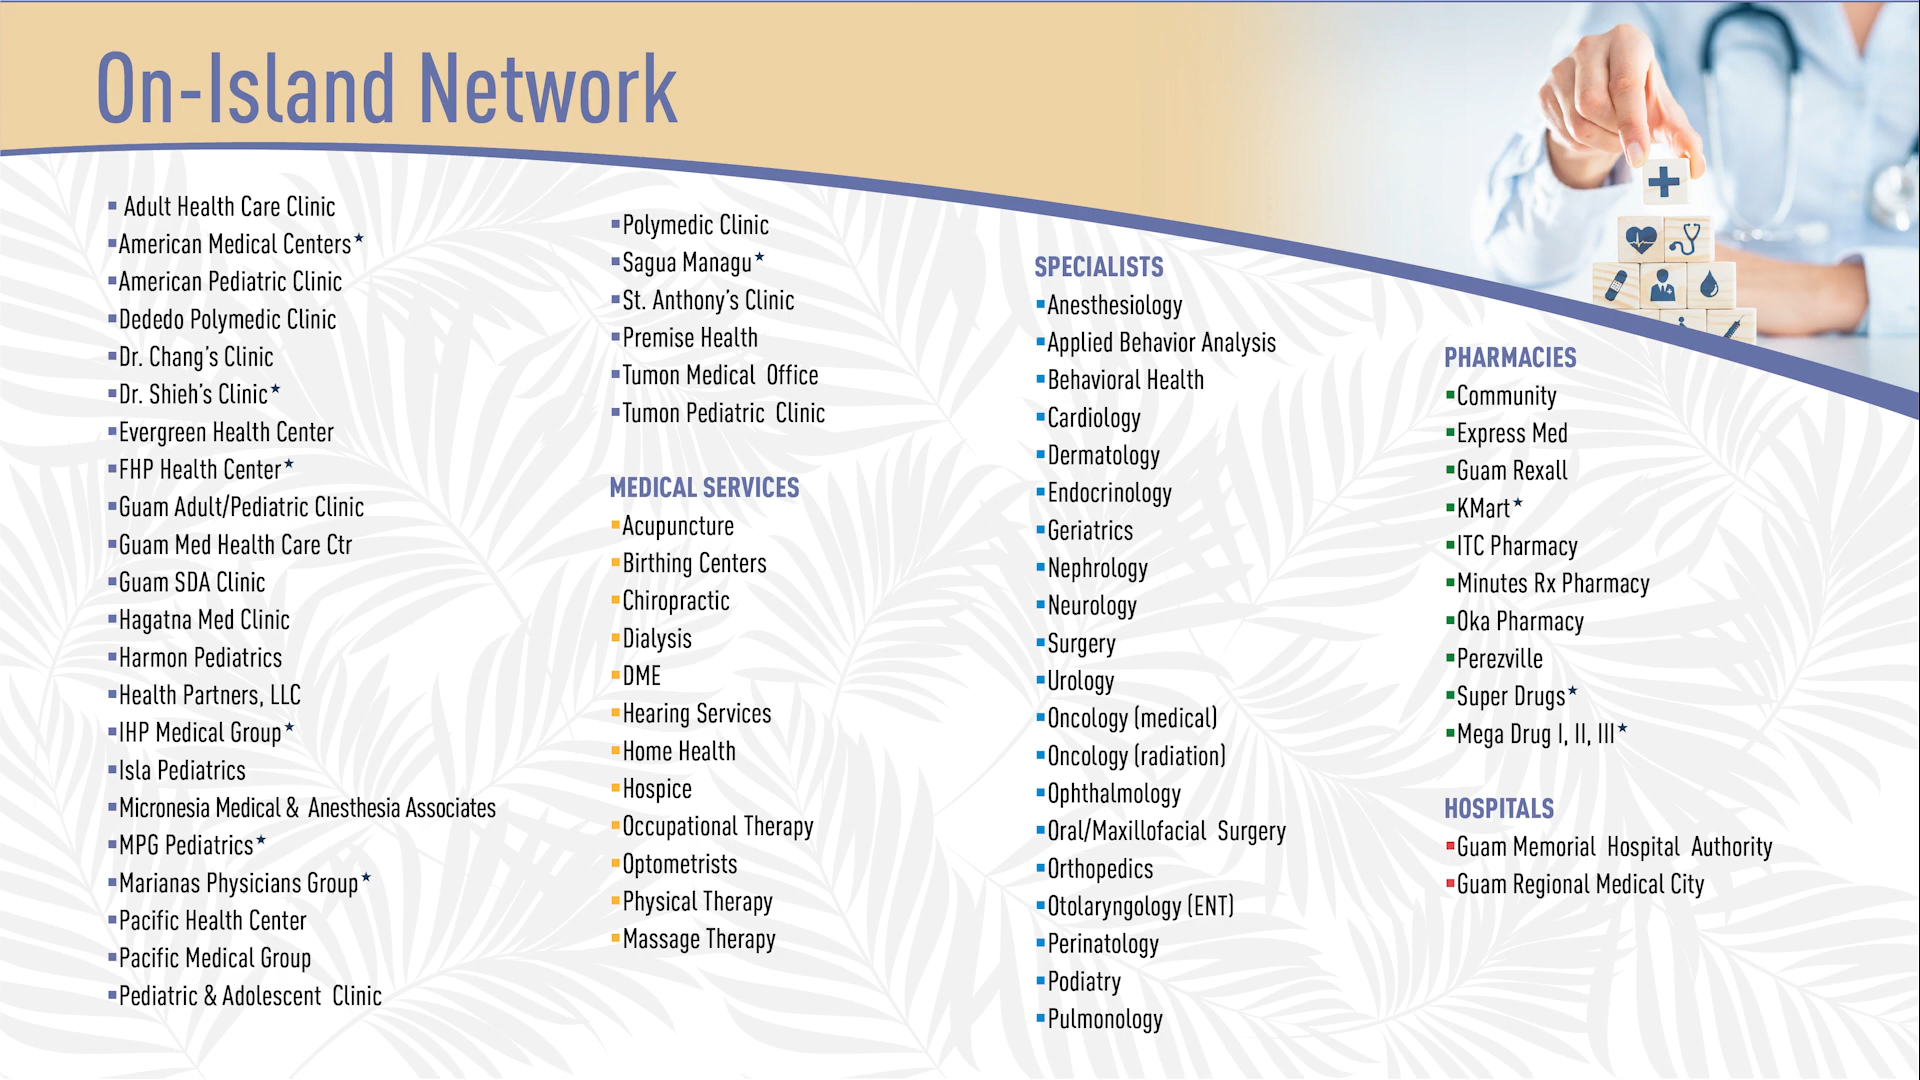 On-Island Network
▪ Adult Health Care Clinic
▪American Medical Centers★
▪American Pediatric Clinic
▪Dededo Polymedic Clinic
▪Dr. Chang’s Clinic
▪Dr. Shieh’s Clinic★
▪Evergreen Health Center
▪FHP Health Center★
▪Guam Adult/Pediatric Clinic
▪Guam Med Health Care Ctr
▪Guam SDA Clinic
▪Hagatna Med Clinic
▪Harmon Pediatrics
▪Health Partners, LLC
▪IHP Medical Group★
▪Isla Pediatrics
▪Micronesia Medical & Anesthesia Associates
▪MPG Pediatrics★
▪Marianas Physicians Group★
▪Pacific Health Center
▪Pacific Medical Group
▪Pediatric & Adolescent Clinic
▪Polymedic Clinic
▪Sagua Managu★
▪St. Anthony’s Clinic
▪Premise Health
▪Tumon Medical Office
▪Tumon Pediatric Clinic
MEDICAL SERVICES
▪Acupuncture
▪Birthing Centers
▪Chiropractic
▪Dialysis
▪DME
▪Hearing Services
▪Home Health
▪Hospice
▪Occupational Therapy
▪Optometrists
▪Physical Therapy
▪Massage Therapy
SPECIALISTS
▪Anesthesiology
▪Applied Behavior Analysis
▪Behavioral Health
▪Cardiology
▪Dermatology
▪Endocrinology
▪Geriatrics
▪Nephrology
▪Neurology
▪Surgery
▪Urology
▪Oncology (medical)
▪Oncology (radiation)
▪Ophthalmology
▪Oral/Maxillofacial Surgery
▪Orthopedics
▪Otolaryngology (ENT)
▪Perinatology
▪Podiatry
▪Pulmonology
PHARMACIES
▪Community
▪Express Med
▪Guam Rexall
▪KMart★
▪ITC Pharmacy
▪Minutes Rx Pharmacy
▪Oka Pharmacy
▪Perezville
▪Super Drugs★
▪Mega Drug I, II, III★
HOSPITALS
▪Guam Memorial Hospital Authority
▪Guam Regional Medical City